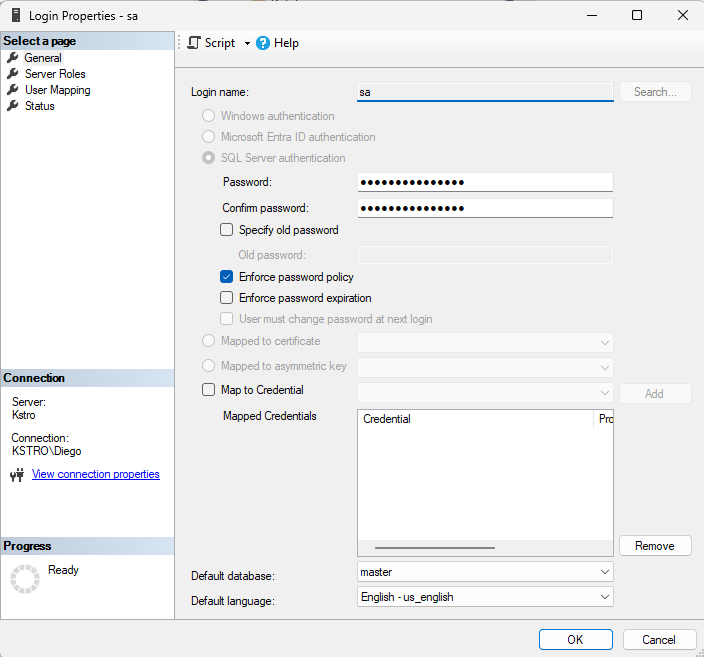 Login Properties - sa
Select a page
General
Server Roles
User Mapping
Status
Script
Help
Login name:
sa
Search...
Windows authentication
Microsoft Entra ID authentication
SQL Server authentication
Password:
●●●●●●●●●●●●●●●
Confirm password:
●●●●●●●●●●●●●●●
Specify old password
Old password:
Enforce password policy
Enforce password expiration
User must change password at next login
Mapped to certificate
Mapped to asymmetric key
Map to Credential
Add
Mapped Credentials
Credential
Pro
Remove
Default database:
master
Default language:
English - us_english
Connection
Server:
Kstro
Connection:
KSTRO\Diego
View connection properties
Progress
Ready
OK
Cancel